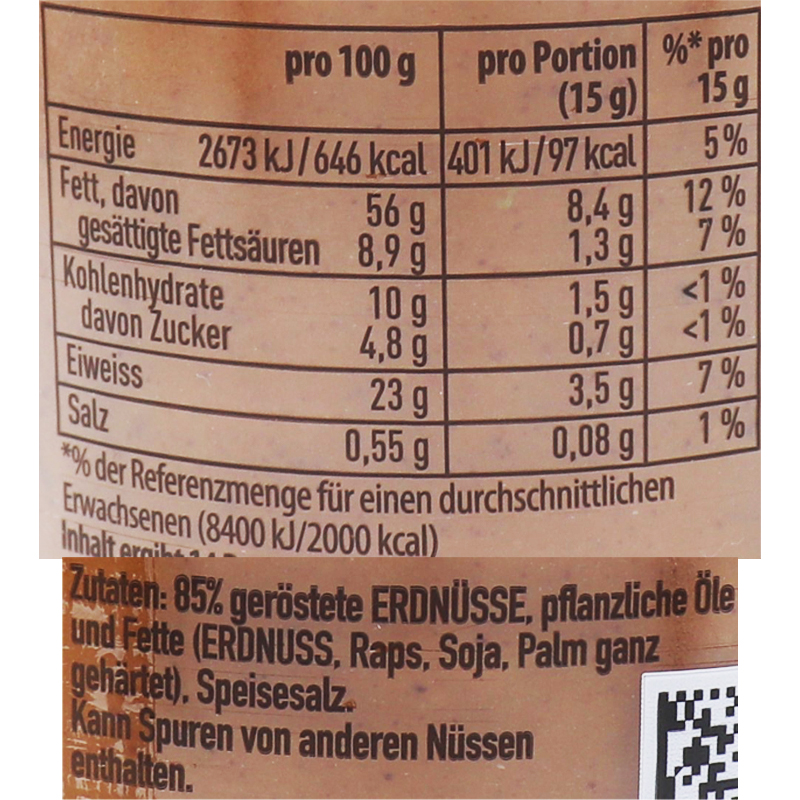 pro 100 g pro Portion %* pro
(15 g) 15 g
Energie 2673 kJ/646 kcal 401 kJ/97 kcal 5%
Fett, davon 56 g 8,4 g 12 %
gesättigte Fettsäuren 8,9 g 1,3 g 7 %
Kohlenhydrate 10 g 1,5 g <1 %
davon Zucker 4,8 g 0,7 g <1 %
Eiweiss 23 g 3,5 g 7 %
Salz 0,55 g 0,08 g 1 %
*% der Referenzmenge für einen durchschnittlichen
Erwachsenen (8400 kJ/2000 kcal)
Inhalt ergibt
Zutaten: 85% geröstete ERDNÜSSE, pflanzliche Öle
und Fette (ERDNUSS, Raps, Soja, Palm ganz
gehärtet), Speisesalz.
Kann Spuren von anderen Nüssen
enthalten.